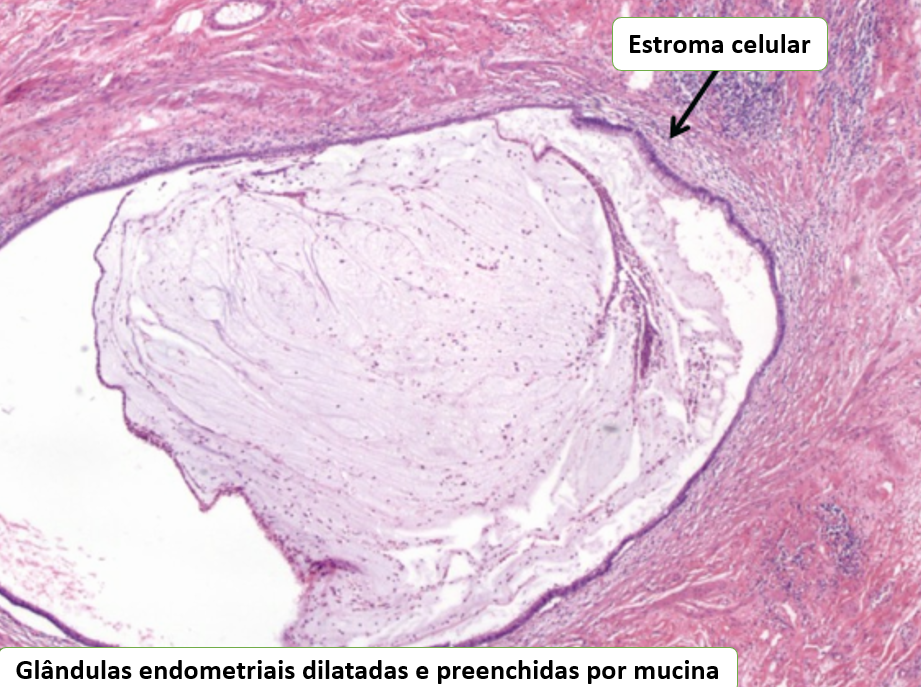 Estroma celular
Glândulas endometriais dilatadas e preenchidas por mucina